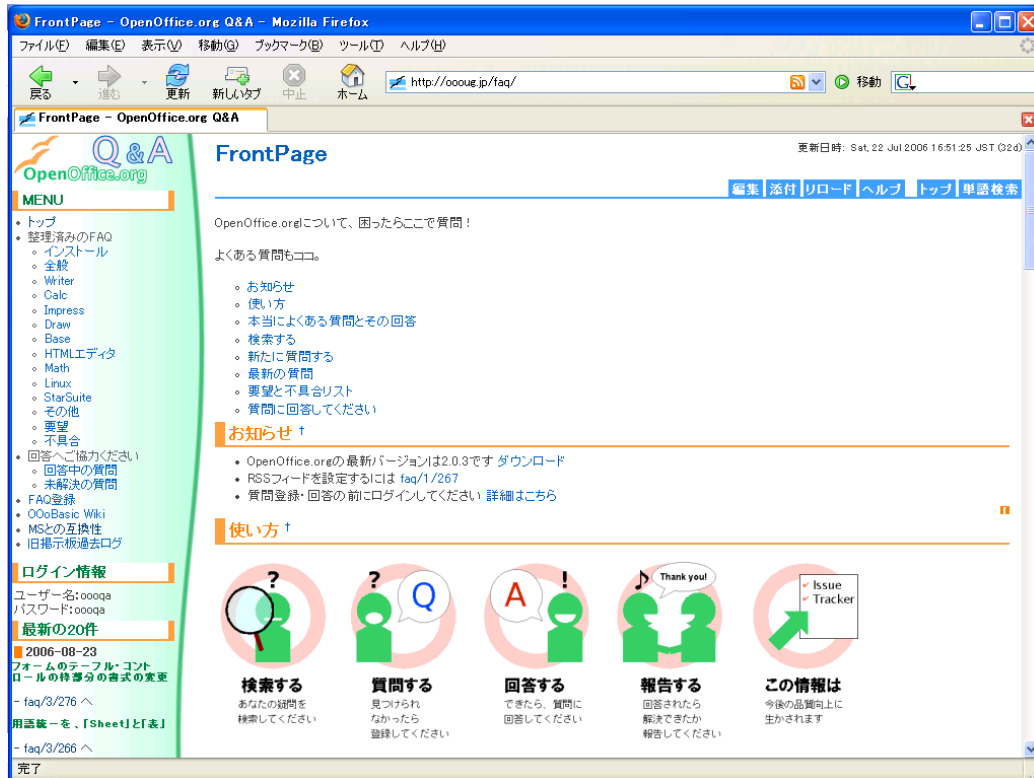 FrontPage - OpenOffice.org Q&A - Mozilla Firefox
ファイル(F) 編集(E) 表示(V) 移動(G) ブックマーク(B) ツール(T) ヘルプ(H)
戻る 進む 更新 新しいタブ 中止 ホーム http://oooug.jp/faq/ 移動 G
FrontPage - OpenOffice.org Q&A
Q & A
OpenOffice.org
MENU
トップ
整理済みのFAQ
インストール
全般
Writer
Calc
Impress
Draw
Base
HTMLエディタ
Math
Linux
StarSuite
その他
要望
不具合
回答へご協力ください
回答中の質問
未解決の質問
FAQ登録
OOoBasic Wiki
MSとの互換性
旧掲示板過去ログ
ログイン情報
ユーザー名:oooqa
パスワード:oooqa
最新の20件
2006-08-23
フォームのテーブル・コント
ロールの枠部分の書式の変更
- faq/3/276 へ
用語統一を、「Sheet」と「表」
- faq/3/266 へ
FrontPage
更新日時: Sat, 22 Jul 2006 16:51:25 JST (32d)
編集 添付 リロード ヘルプ トップ 単語検索
OpenOffice.orgについて、困ったらここで質問！
よくある質問もココ。
お知らせ
使い方
本当によくある質問とその回答
検索する
新たに質問する
最新の質問
要望と不具合リスト
質問に回答してください
お知らせ †
OpenOffice.orgの最新バージョンは2.0.3です ダウンロード
RSSフィードを設定するには faq/1/267
質問登録・回答の前にログインしてください 詳細はこちら
使い方 †
?
? Q
A !
♪ Thank you!
Issue
Tracker
検索する
あなたの疑問を
検索してください
質問する
見つけられ
なかったら
登録してください
回答する
できたら、質問に
回答してください
報告する
回答されたら
解決できたか
報告してください
この情報は
今後の品質向上に
生かされます
完了